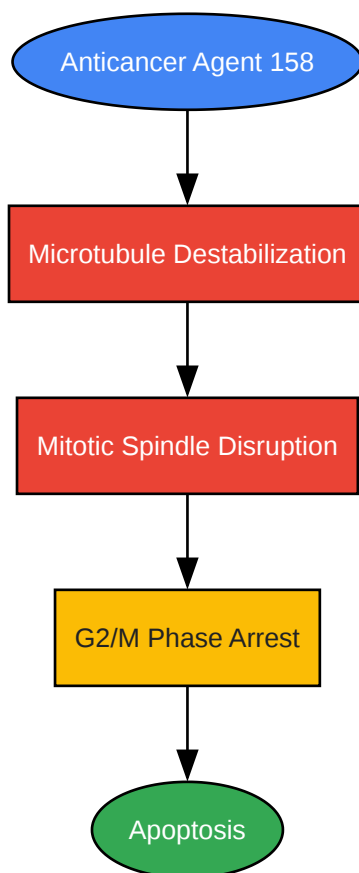 Anticancer Agent 158
Microtubule Destabilization
Mitotic Spindle Disruption
G2/M Phase Arrest
Apoptosis